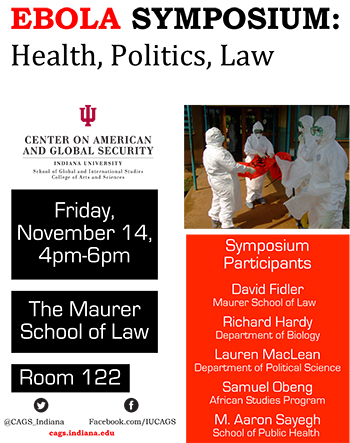 EBOLA SYMPOSIUM:
Health, Politics, Law
CENTER ON AMERICAN
AND GLOBAL SECURITY
INDIANA UNIVERSITY
School of Global and International Studies
College of Arts and Sciences
Friday,
November 14,
4pm-6pm
The Maurer
School of Law
Room 122
@CAGS_Indiana
Facebook.com/IUCAGS
cags.indiana.edu
Symposium
Participants
David Fidler
Maurer School of Law
Richard Hardy
Department of Biology
Lauren MacLean
Department of Political Science
Samuel Obeng
African Studies Program
M. Aaron Sayegh
School of Public Health